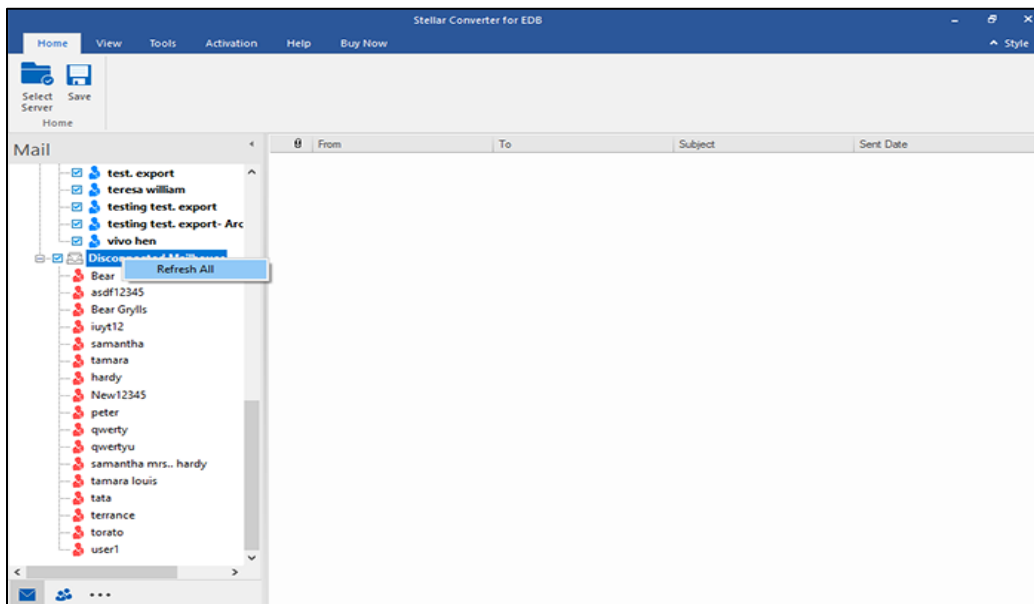 Stellar Converter for EDB
Home View Tools Activation Help Buy Now Style
Select Server
Save
Home
Mail
From To Subject Sent Date
test. export
teresa william
testing test. export
testing test. export- Arc
vivo hen
Refresh All
Bear
asdf12345
Bear Grylls
iuyt12
samantha
tamara
hardy
New12345
peter
qwerty
qwertyu
samantha mrs.. hardy
tamara louis
tata
terrance
torato
user1